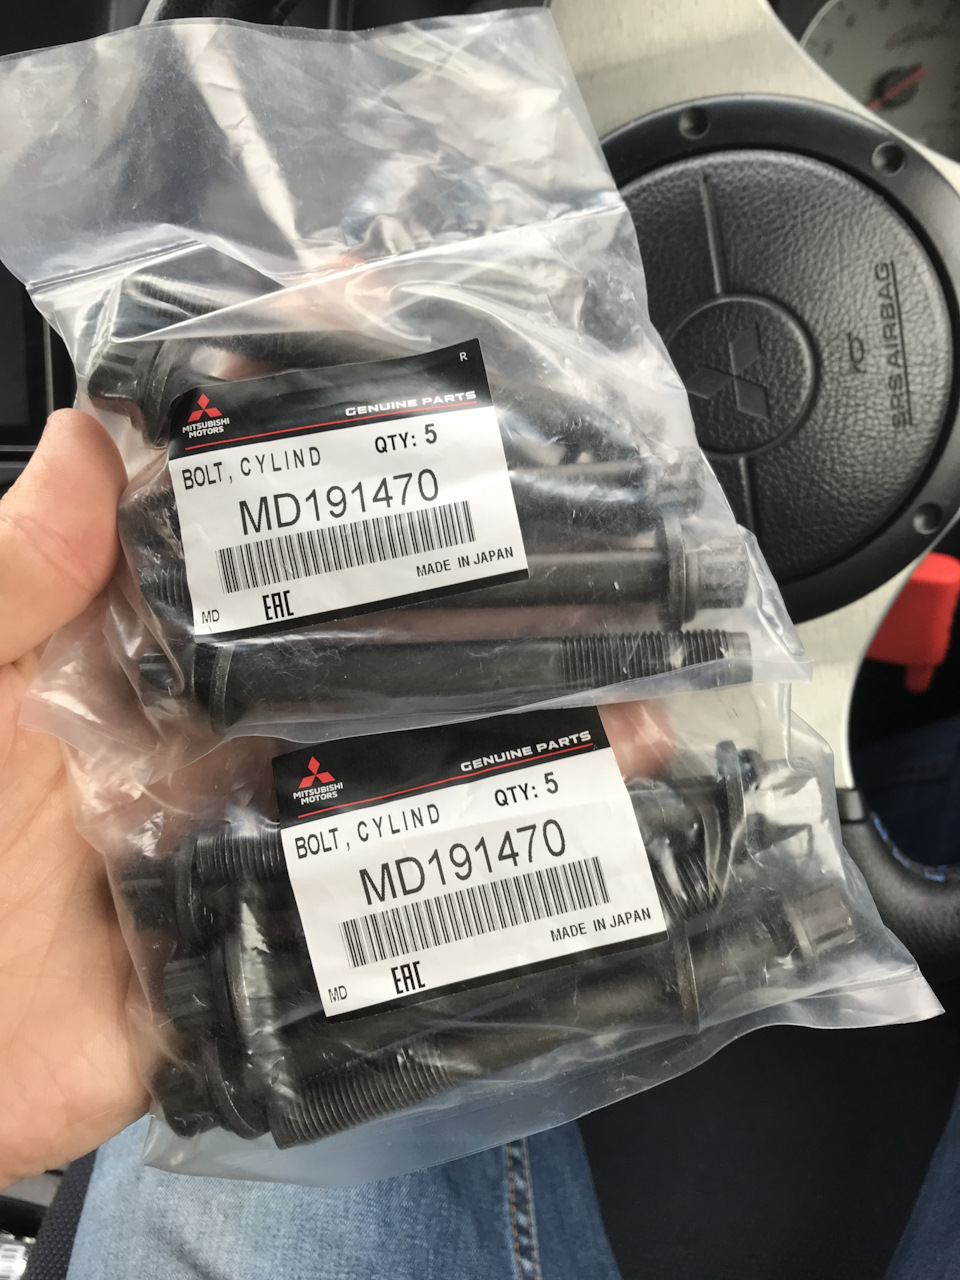 R
MITSUBISHI
MOTORS
GENUINE PARTS
BOLT, CYLIND
QTY: 5
MD191470
MADE IN JAPAN
MD
EAC
MITSUBISHI
MOTORS
GENUINE PARTS
BOLT, CYLIND
QTY: 5
MD191470
MADE IN JAPAN
MD
EAC
SRS AIRBAG